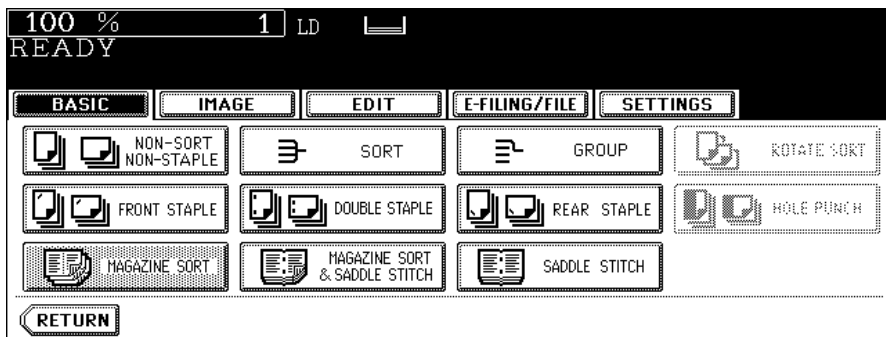 100 % 1 LD
READY
BASIC IMAGE EDIT E-FILING/FILE SETTINGS
NON-SORT
NON-STAPLE
SORT
GROUP
ROTATE SORT
FRONT STAPLE
DOUBLE STAPLE
REAR STAPLE
HOLE PUNCH
MAGAZINE SORT
MAGAZINE SORT
& SADDLE STITCH
SADDLE STITCH
RETURN